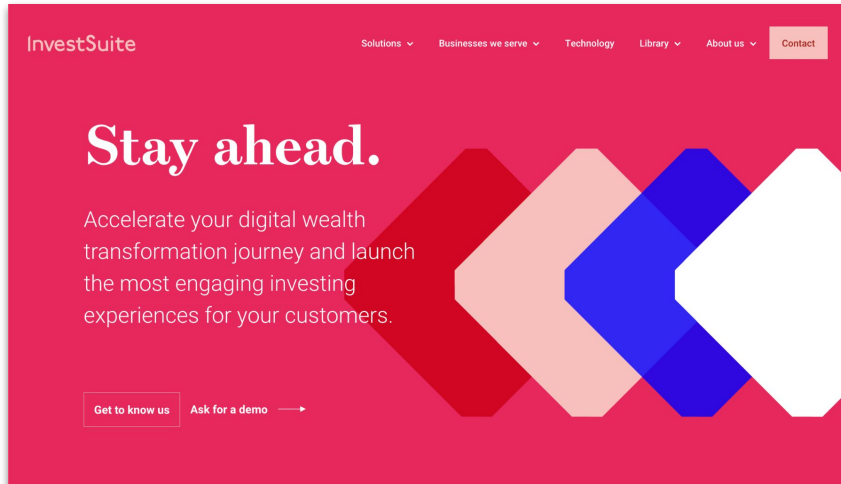 InvestSuite
Solutions
Businesses we serve
Technology
Library
About us
Contact
Stay ahead.
Accelerate your digital wealth
transformation journey and launch
the most engaging investing
experiences for your customers.
Get to know us
Ask for a demo